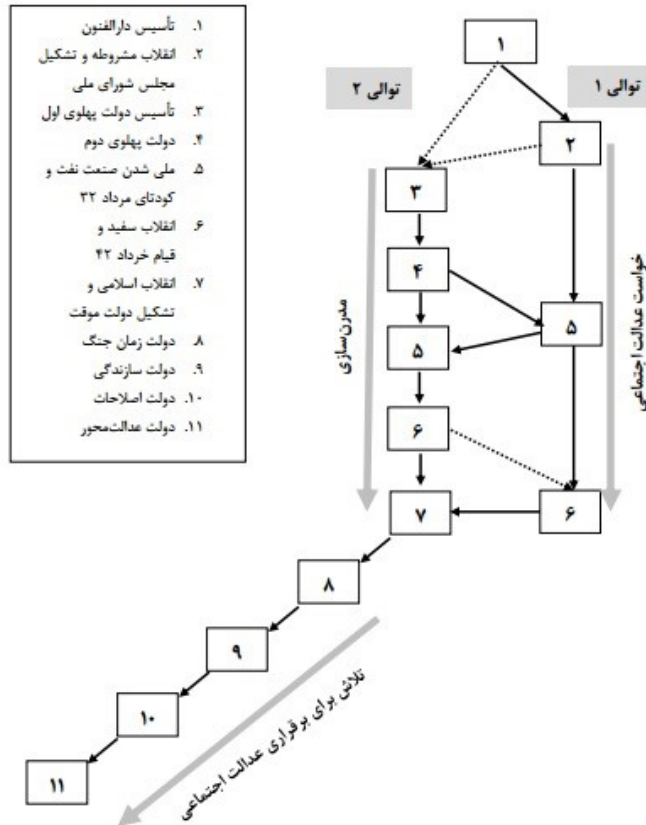 ۱. تأسیس دارالفنون
۲. انقلاب مشروطه و تشکیل
مجلس شورای ملی
۳. تأسیس دولت پهلوی اول
۴. دولت پهلوی دوم
۵. ملی شدن صنعت نفت و
کودتای مرداد ۳۲
۶. انقلاب سفید و
قیام خرداد ۴۲
۷. انقلاب اسلامی و
تشکیل دولت موقت
۸. دولت زمان جنگ
۹. دولت سازندگی
۱۰. دولت اصلاحات
۱۱. دولت عدالت‌محور
۱
توالی ۱
توالی ۲
۲
۳
۴
۵
۵
۶
۶
۷
خواست عدالت اجتماعی
مدرن‌سازی
۸
۹
۱۰
۱۱
تلاش برای برقراری عدالت اجتماعی